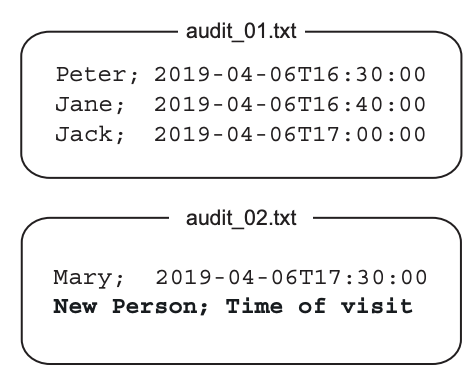 audit_01.txt
Peter; 2019-04-06T16:30:00
Jane;  2019-04-06T16:40:00
Jack;  2019-04-06T17:00:00
audit_02.txt
Mary;  2019-04-06T17:30:00
New Person; Time of visit